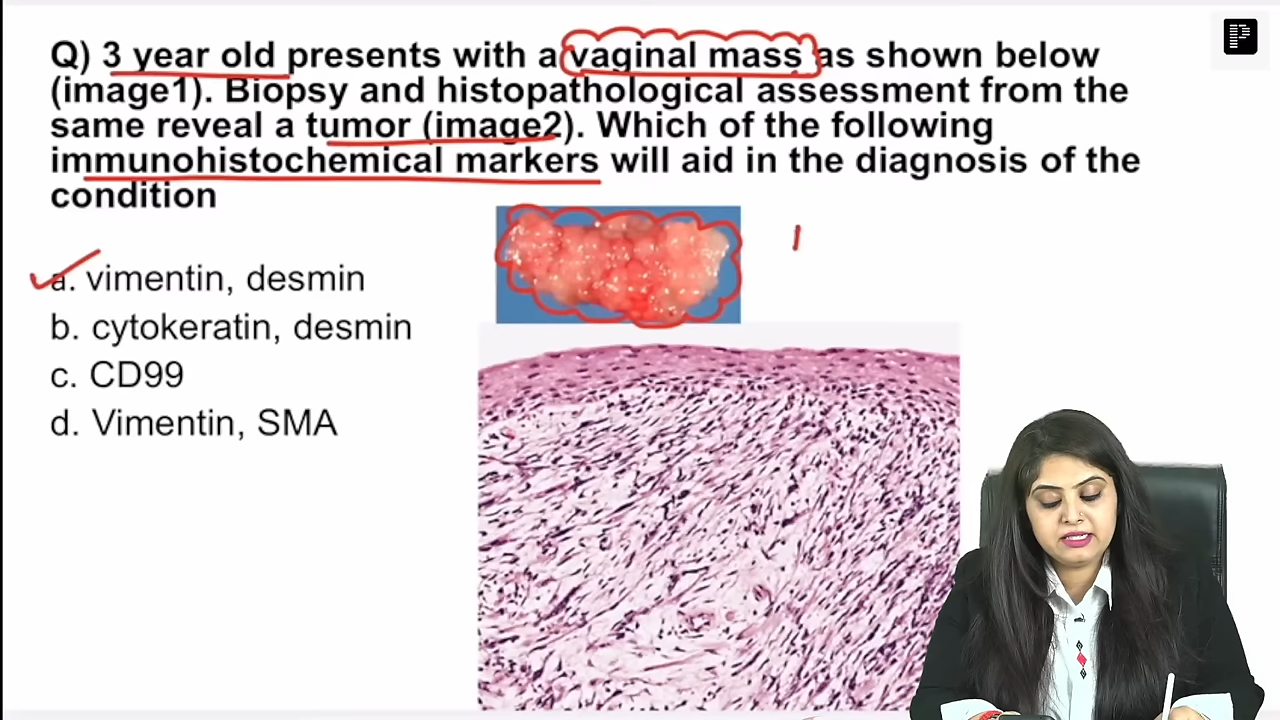 Q) 3 year old presents with a vaginal mass as shown below
(image1). Biopsy and histopathological assessment from the
same reveal a tumor (image2). Which of the following
immunohistochemical markers will aid in the diagnosis of the
condition
a. vimentin, desmin
b. cytokeratin, desmin
c. CD99
d. Vimentin, SMA